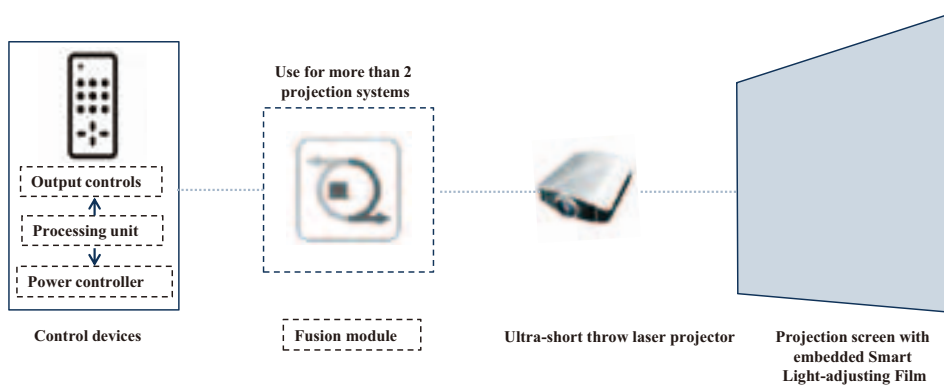 Use for more than 2
projection systems
Output controls
Processing unit
Power controller
Control devices
Fusion module
Ultra-short throw laser projector
Projection screen with
embedded Smart
Light-adjusting Film